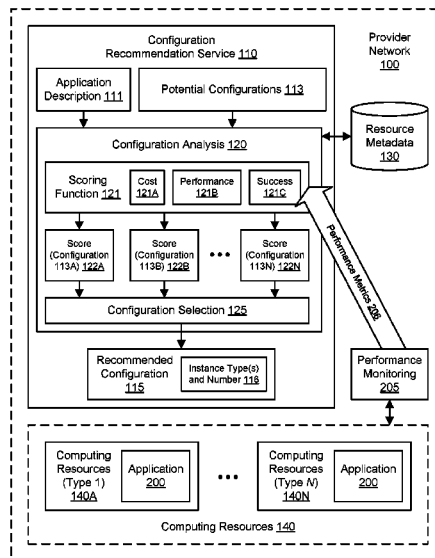 Configuration
Recommendation Service 110
Provider
Network
100
Application
Description 111
Potential Configurations 113
Configuration Analysis 120
Resource
Metadata
130
Scoring
Function 121
Cost
121A
Performance
121B
Success
121C
Score
(Configuration
113A) 122A
Score
(Configuration
113B) 122B
•••
Score
(Configuration
113N) 122N
Performance Metrics 206
Configuration Selection 125
Recommended
Configuration
115
Instance Type(s)
and Number 116
Performance
Monitoring
205
Computing
Resources
(Type 1)
140A
Application
200
•••
Computing
Resources
(Type N)
140N
Application
200
Computing Resources 140